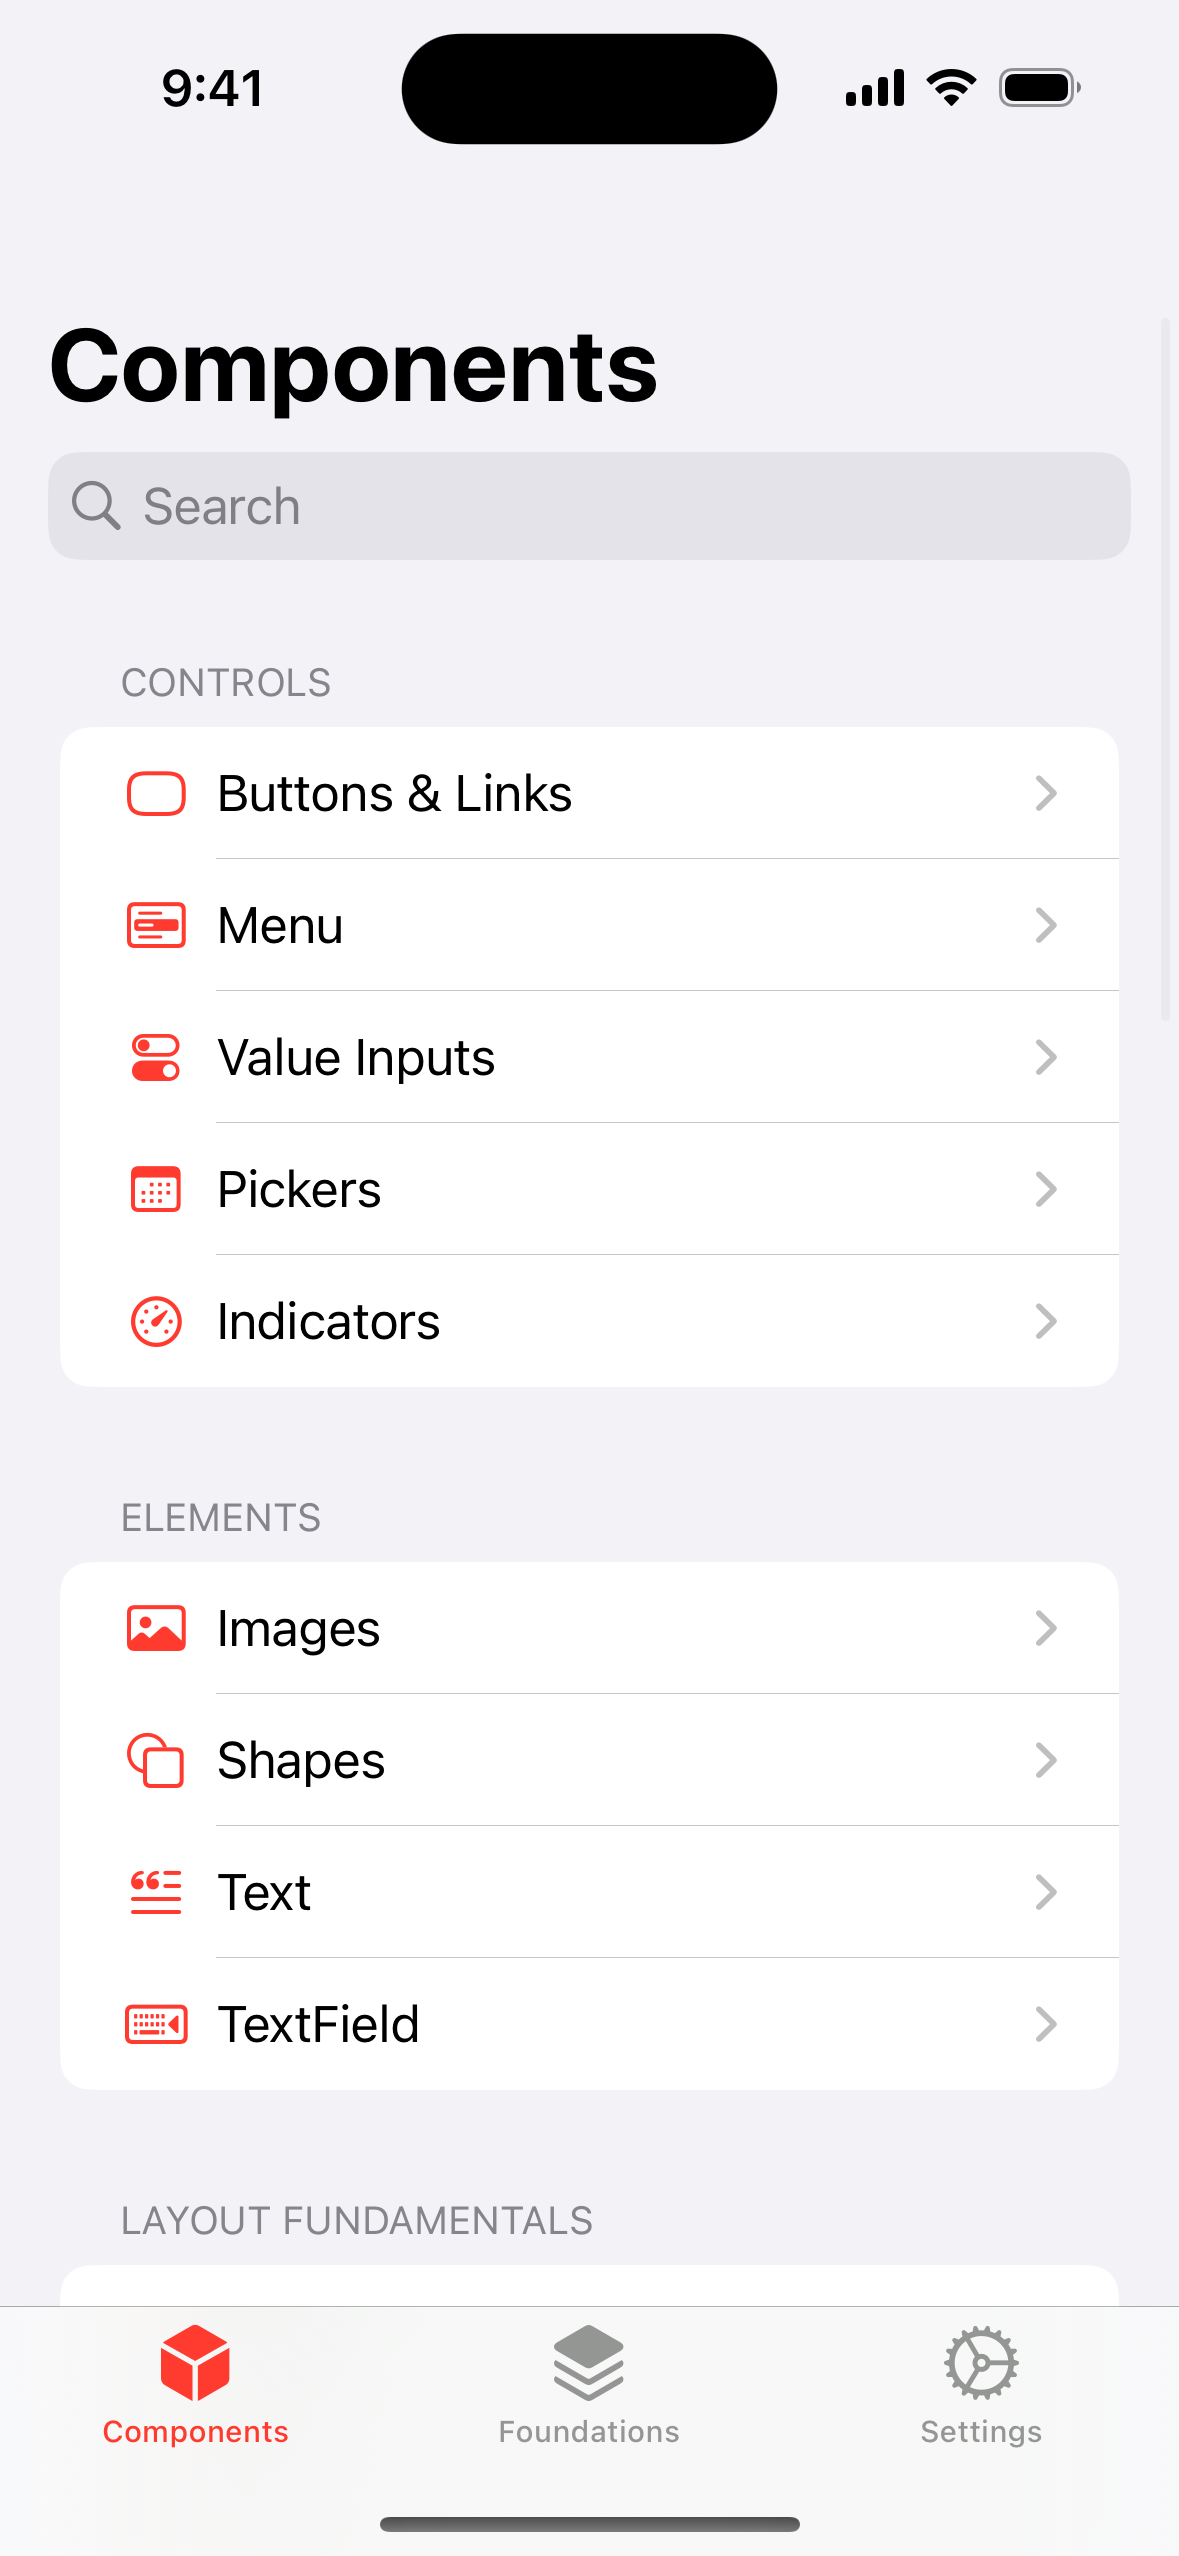 9:41
Components
Search
CONTROLS
Buttons & Links
Menu
Value Inputs
Pickers
Indicators
ELEMENTS
Images
Shapes
Text
TextField
LAYOUT FUNDAMENTALS
Components
Foundations
Settings